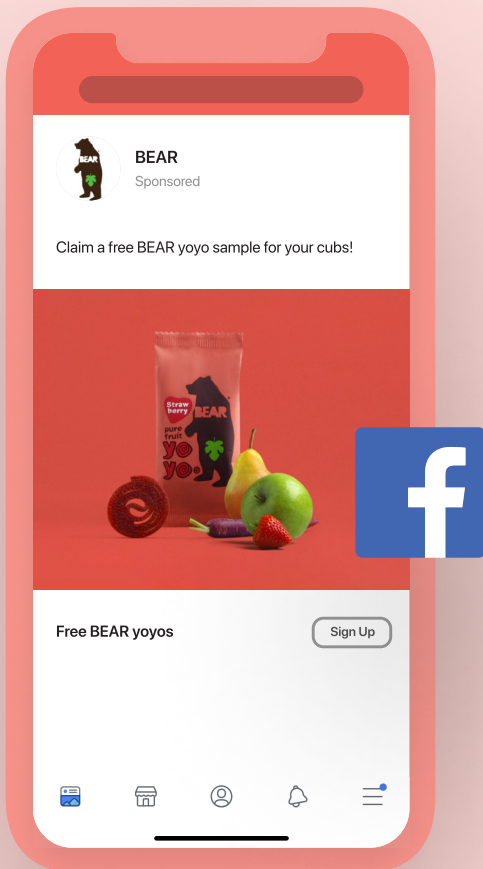 BEAR
BEAR
Sponsored
Claim a free BEAR yoyo sample for your cubs!
Straw
berry
BEAR
pure
fruit
yo
yo
Free BEAR yoyos
Sign Up
f